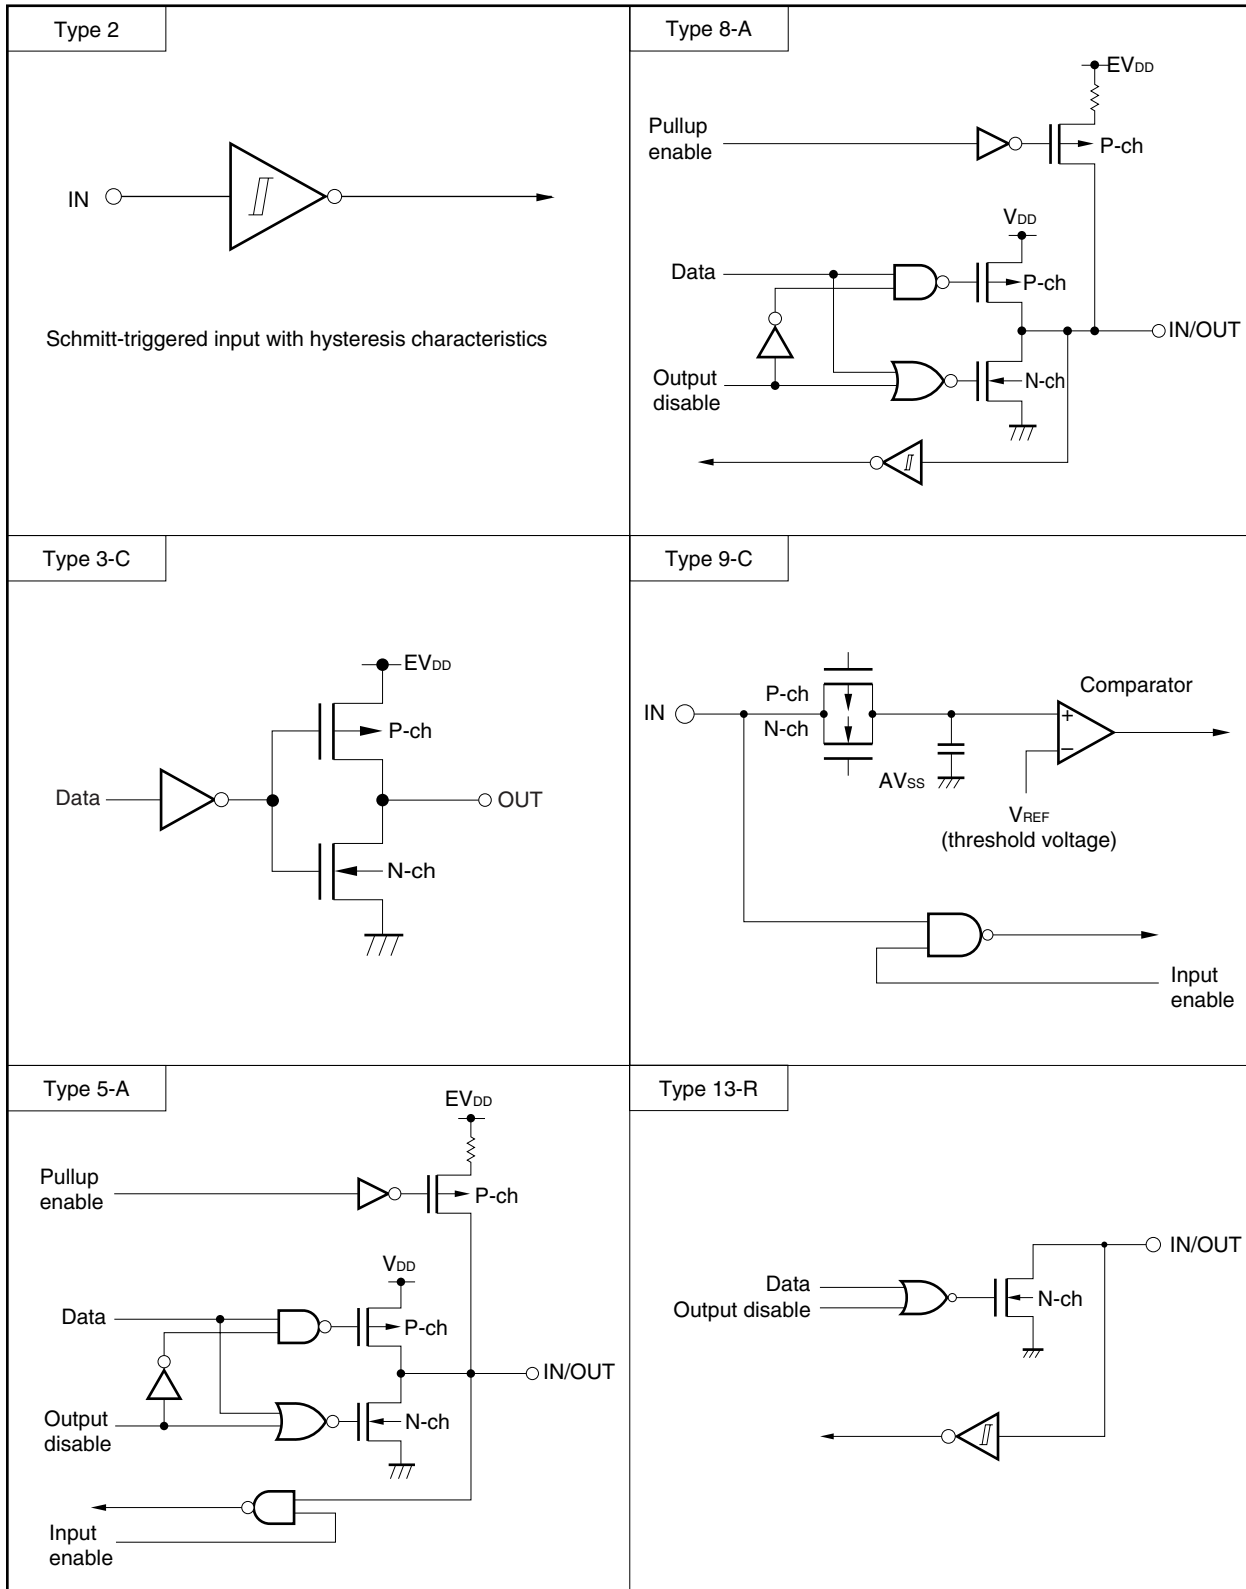 Type 2
IN
Schmitt-triggered input with hysteresis characteristics
Type 8-A
EVDD
Pullup
enable
P-ch
VDD
Data
P-ch
IN/OUT
Output
disable
N-ch
Type 3-C
EVDD
P-ch
Data
OUT
N-ch
Type 9-C
P-ch
Comparator
IN
N-ch
+
−
AVSS
VREF
(threshold voltage)
Input
enable
Type 5-A
EVDD
Pullup
enable
P-ch
VDD
Data
P-ch
IN/OUT
Output
disable
N-ch
Input
enable
Type 13-R
IN/OUT
Data
Output disable
N-ch